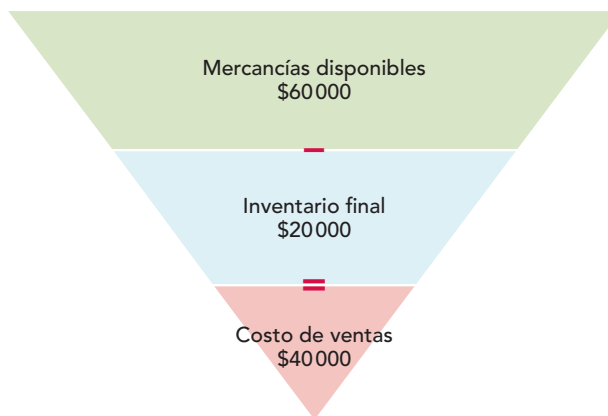 Mercancías disponibles
$60 000
–
Inventario final
$20 000
=
Costo de ventas
$40 000